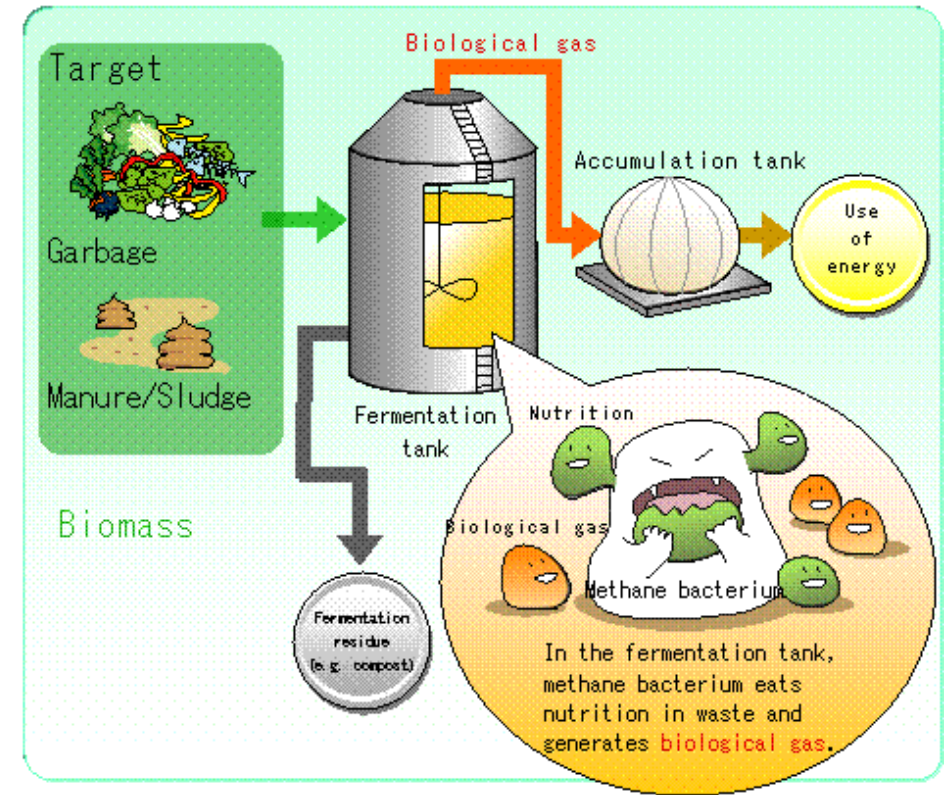 Target
Garbage
Manure/Sludge
Biomass
Biological gas
Fermentation
tank
Accumulation tank
Use
of
energy
Fermentation
residue
(e.g. compost)
Nutrition
Biological gas
Methane bacterium
In the fermentation tank,
methane bacterium eats
nutrition in waste and
generates biological gas.